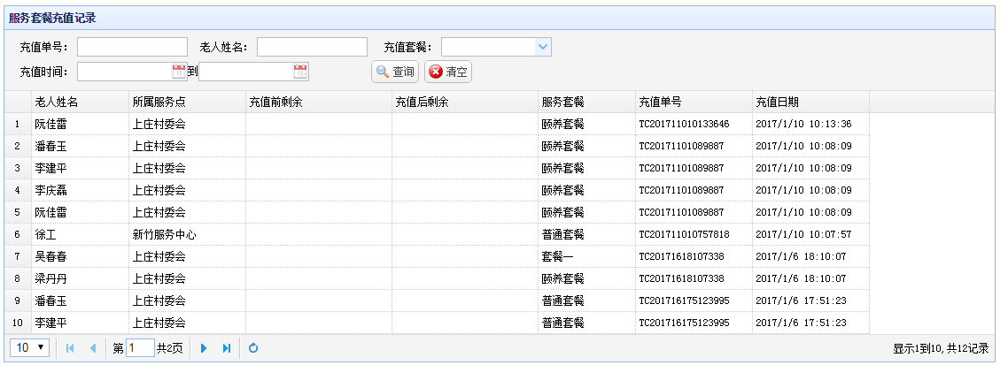 服务套餐充值记录
充值单号： 老人姓名： 充值套餐：
充值时间： 到 查询 清空
老人姓名 所属服务点 充值前剩余 充值后剩余 服务套餐 充值单号 充值日期
1 阮佳雷 上庄村委会 颐养套餐 TC201711010133646 2017/1/10 10:13:36
2 潘春玉 上庄村委会 颐养套餐 TC20171101089887 2017/1/10 10:08:09
3 李建平 上庄村委会 颐养套餐 TC20171101089887 2017/1/10 10:08:09
4 李庆磊 上庄村委会 颐养套餐 TC20171101089887 2017/1/10 10:08:09
5 阮佳雷 上庄村委会 颐养套餐 TC20171101089887 2017/1/10 10:08:09
6 徐工 新竹服务中心 普通套餐 TC201711010757818 2017/1/10 10:07:57
7 吴春春 上庄村委会 套餐一 TC20171618107338 2017/1/6 18:10:07
8 梁丹丹 上庄村委会 颐养套餐 TC20171618107338 2017/1/6 18:10:07
9 潘春玉 上庄村委会 普通套餐 TC201716175123995 2017/1/6 17:51:23
10 李建平 上庄村委会 普通套餐 TC201716175123995 2017/1/6 17:51:23
10 第 1 共2页 显示1到10,共12记录